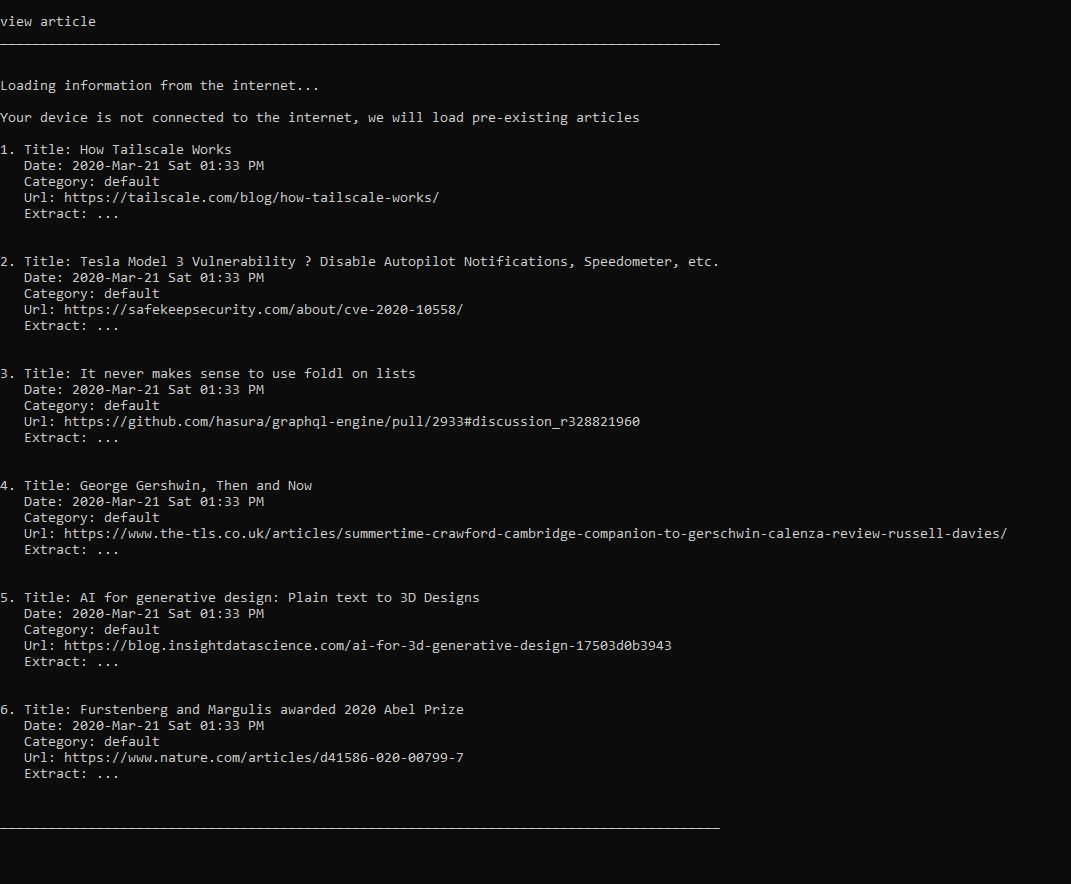 view article
Loading information from the internet...
Your device is not connected to the internet, we will load pre-existing articles
1. Title: How Tailscale Works
Date: 2020-Mar-21 Sat 01:33 PM
Category: default
Url: https://tailscale.com/blog/how-tailscale-works/
Extract: ...
2. Title: Tesla Model 3 Vulnerability ? Disable Autopilot Notifications, Speedometer, etc.
Date: 2020-Mar-21 Sat 01:33 PM
Category: default
Url: https://safekeepsecurity.com/about/cve-2020-10558/
Extract: ...
3. Title: It never makes sense to use foldl on lists
Date: 2020-Mar-21 Sat 01:33 PM
Category: default
Url: https://github.com/hasura/graphql-engine/pull/2933#discussion_r328821960
Extract: ...
4. Title: George Gershwin, Then and Now
Date: 2020-Mar-21 Sat 01:33 PM
Category: default
Url: https://www.the-tls.co.uk/articles/summertime-crawford-cambridge-companion-to-gerschwin-calenza-review-russell-davies/
Extract: ...
5. Title: AI for generative design: Plain text to 3D Designs
Date: 2020-Mar-21 Sat 01:33 PM
Category: default
Url: https://blog.insightdatascience.com/ai-for-3d-generative-design-17503d0b3943
Extract: ...
6. Title: Furstenberg and Margulis awarded 2020 Abel Prize
Date: 2020-Mar-21 Sat 01:33 PM
Category: default
Url: https://www.nature.com/articles/d41586-020-00799-7
Extract: ...